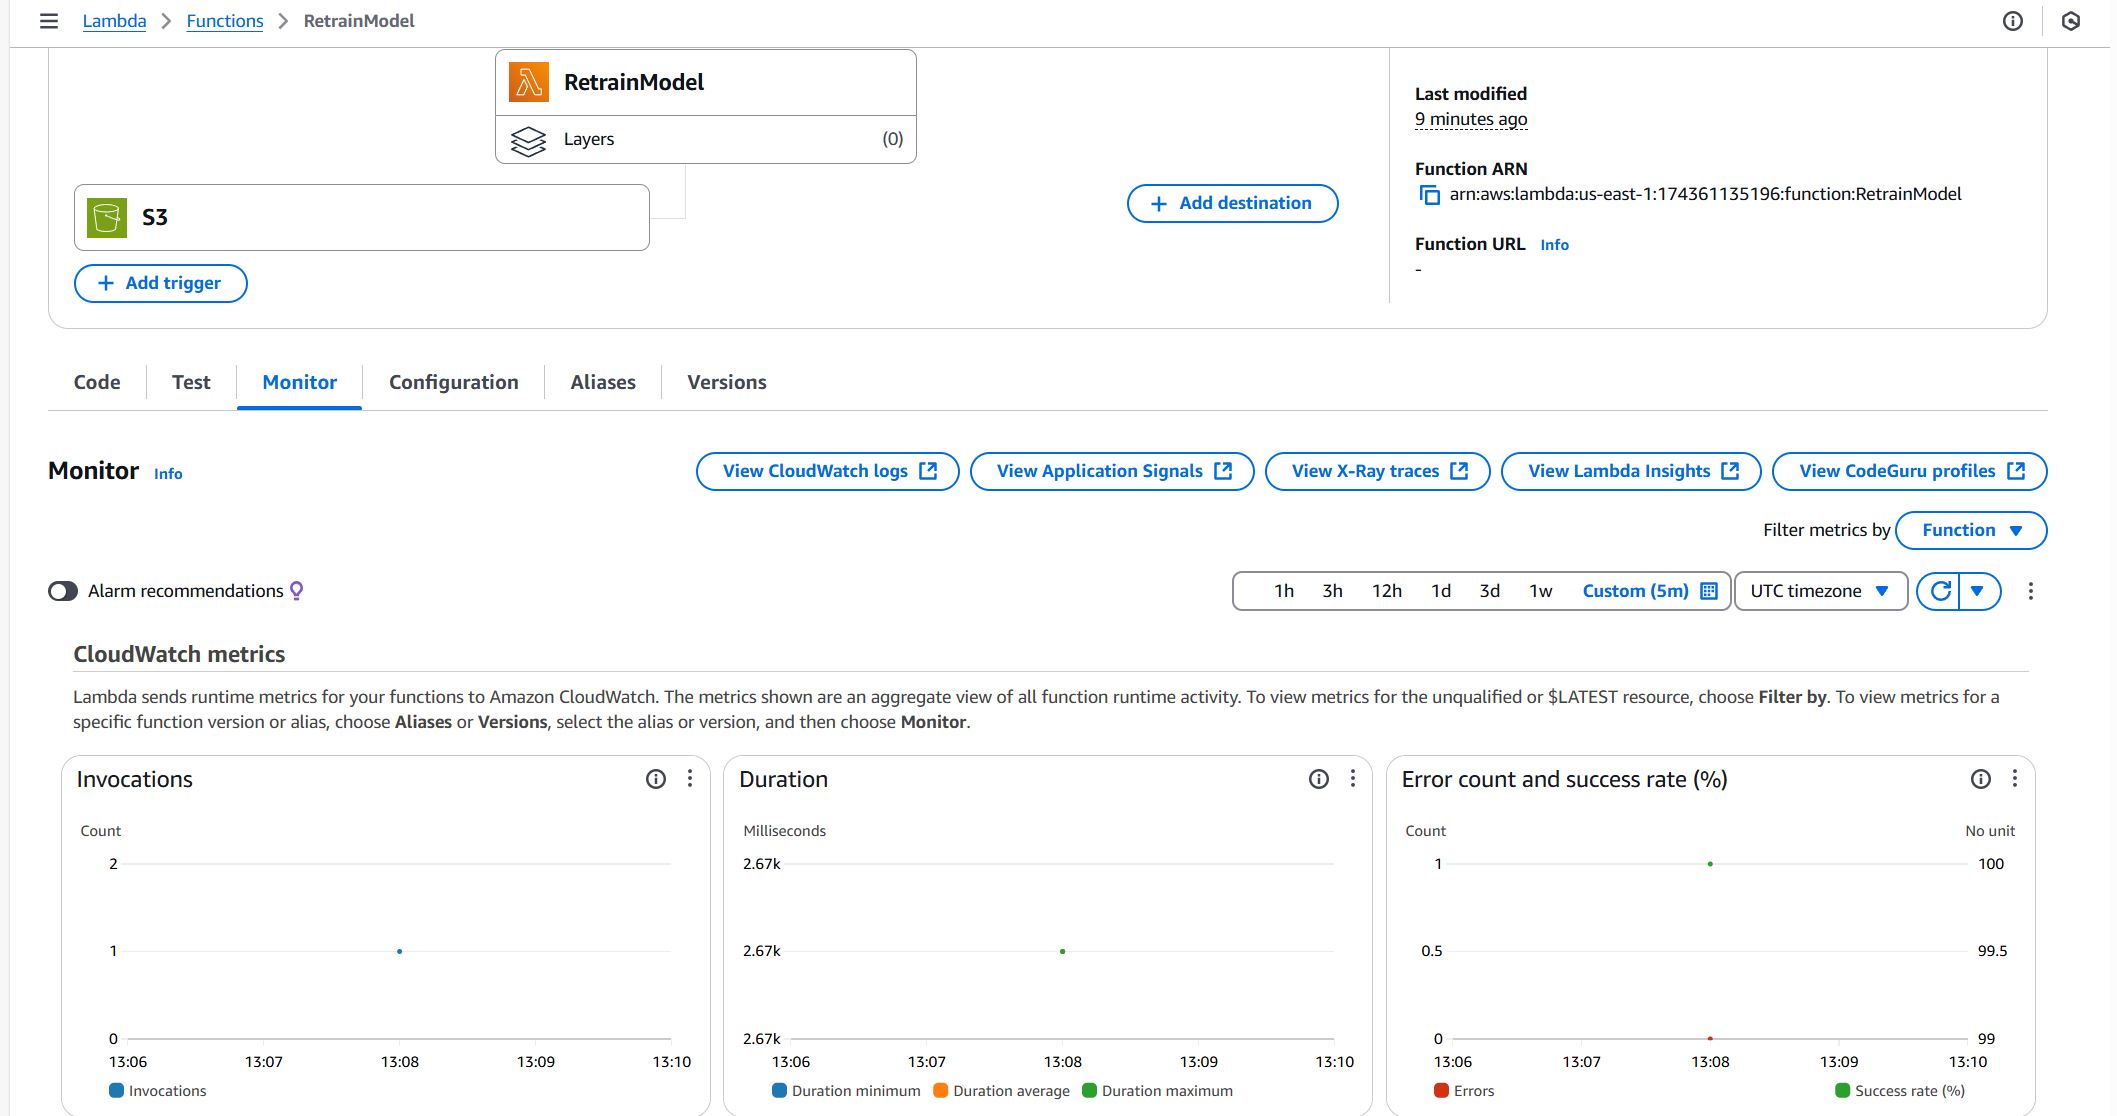 Lambda > Functions > RetrainModel
RetrainModel
Layers (0)
S3
+ Add trigger
+ Add destination
Last modified
9 minutes ago
Function ARN
arn:aws:lambda:us-east-1:174361135196:function:RetrainModel
Function URL Info
-
Code Test Monitor Configuration Aliases Versions
Monitor Info
View CloudWatch logs View Application Signals View X-Ray traces View Lambda Insights View CodeGuru profiles
Filter metrics by Function
Alarm recommendations
1h 3h 12h 1d 3d 1w Custom (5m) UTC timezone
CloudWatch metrics
Lambda sends runtime metrics for your functions to Amazon CloudWatch. The metrics shown are an aggregate view of all function runtime activity. To view metrics for the unqualified or $LATEST resource, choose Filter by. To view metrics for a
specific function version or alias, choose Aliases or Versions, select the alias or version, and then choose Monitor.
Invocations
Count
2
1
0
13:06 13:07 13:08 13:09 13:10
Invocations
Duration
Milliseconds
2.67k
2.67k
2.67k
13:06 13:07 13:08 13:09 13:10
Duration minimum Duration average Duration maximum
Error count and success rate (%)
Count No unit
1 100
0.5 99.5
0 99
13:06 13:07 13:08 13:09 13:10
Errors Success rate (%)